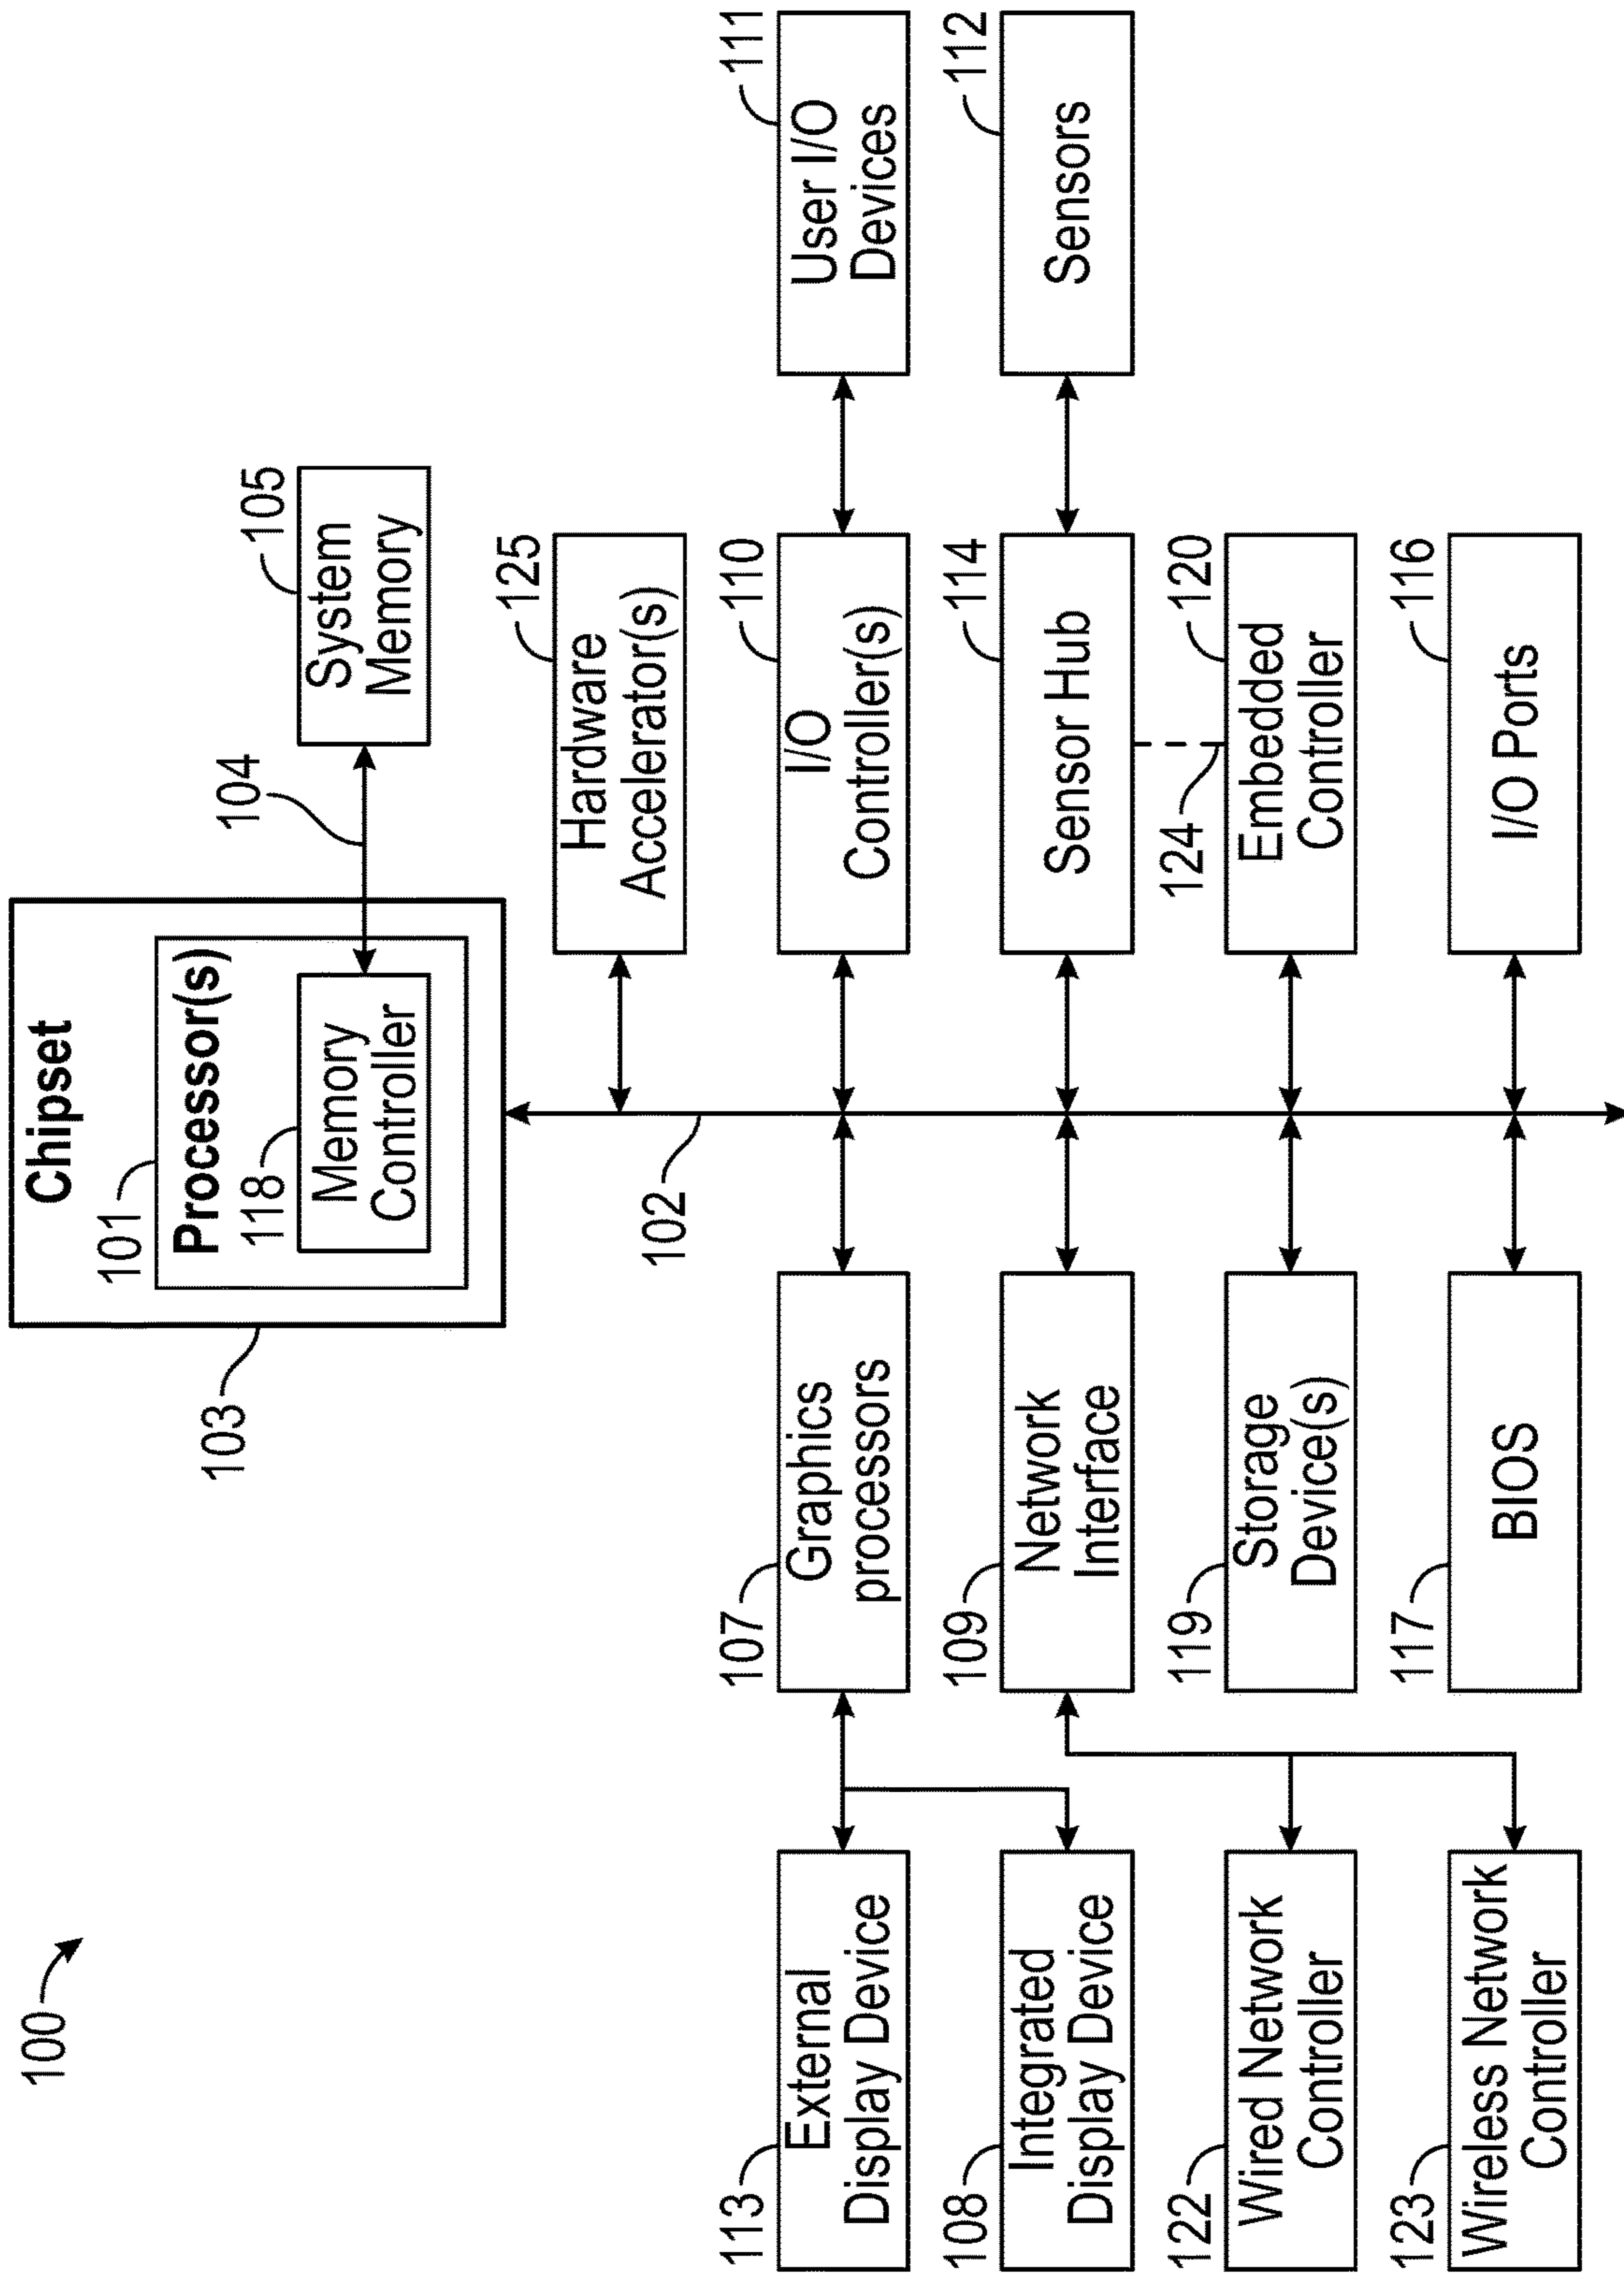 100
Chipset
101
Processor(s)
118
Memory
Controller
103
104
105
System
Memory
102
125
Hardware
Accelerator(s)
113
External
Display Device
107
Graphics
processors
110
I/O
Controller(s)
111
User I/O
Devices
108
Integrated
Display Device
109
Network
Interface
114
Sensor Hub
112
Sensors
124
122
Wired Network
Controller
119
Storage
Device(s)
120
Embedded
Controller
123
Wireless Network
Controller
117
BIOS
116
I/O Ports